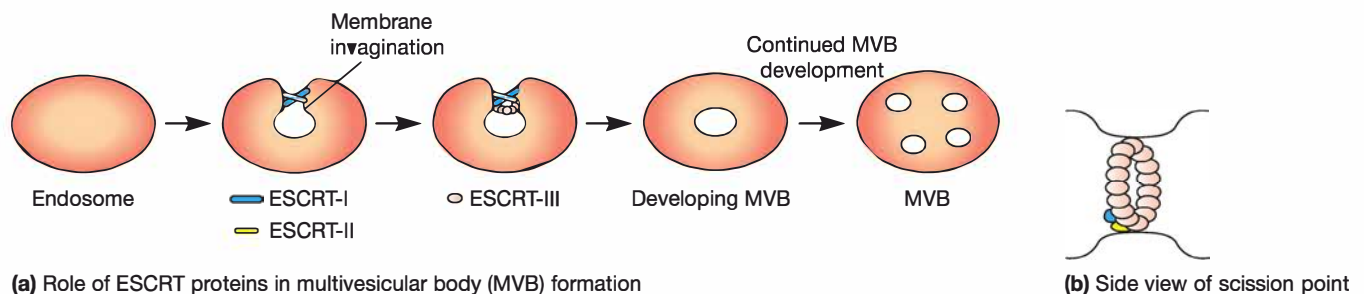 Membrane
invagination
Continued MVB
development
Endosome
ESCRT-I
ESCRT-II
ESCRT-III
Developing MVB
MVB
(a) Role of ESCRT proteins in multivesicular body (MVB) formation
(b) Side view of scission point